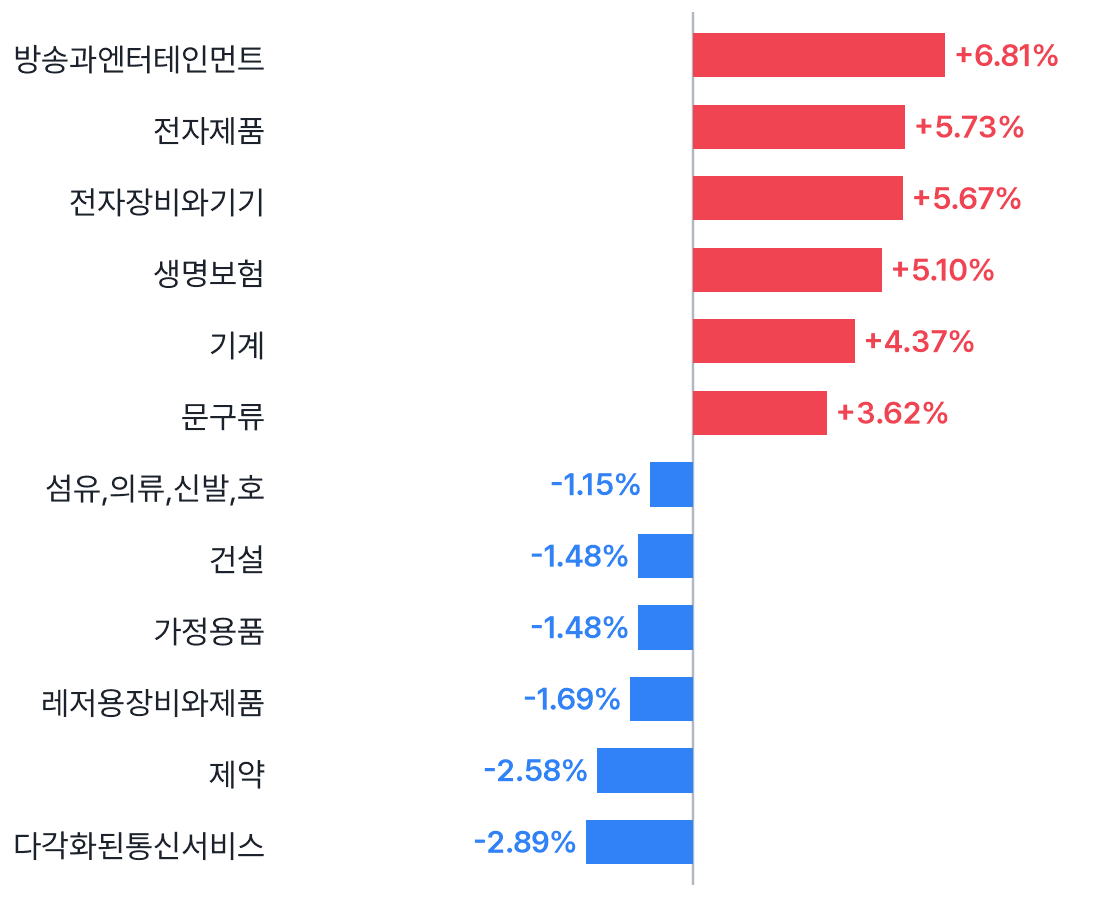 방송과엔터테인먼트 +6.81%
전자제품 +5.73%
전자장비와기기 +5.67%
생명보험 +5.10%
기계 +4.37%
문구류 +3.62%
섬유,의류,신발,호 -1.15%
건설 -1.48%
가정용품 -1.48%
레저용장비와제품 -1.69%
제약 -2.58%
다각화된통신서비스 -2.89%